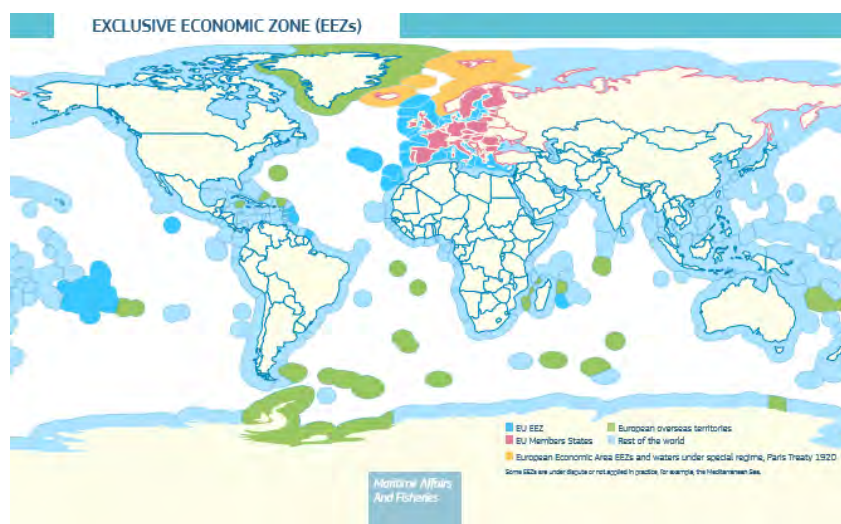 EXCLUSIVE ECONOMIC ZONE (EEZs)
EU EEZ
European overseas territories
EU Members States
Rest of the world
European Economic Area EEZs and waters under special regime, Paris Treaty 1920
Some EEZs are under dispute or not applied in practice, for example, the Mediterranean Sea.
Maritime Affairs
And Fisheries